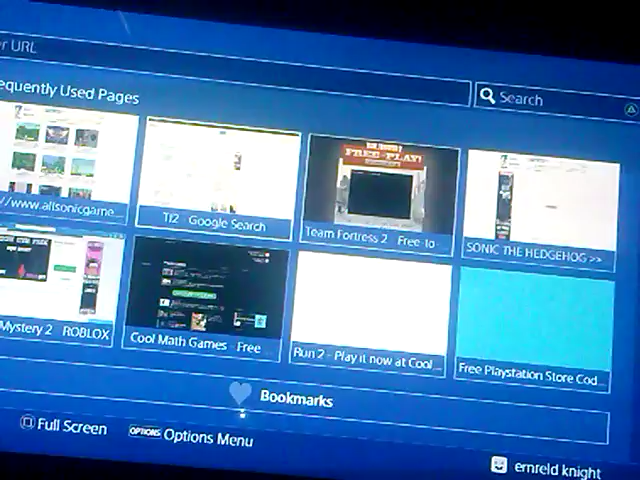 r URL
Search
equently Used Pages
//www.allsonicgame...
Tf2 - Google Search
FREE-PLAY!
Team Fortress 2 - Free-to-
SONIC THE HEDGEHOG >>
Mystery 2 ROBLOX
Cool Math Games - Free
Run 2 - Play it now at Cool...
Free Playstation Store Cod...
Bookmarks
Full Screen
OPTIONS Options Menu
ernreld knight